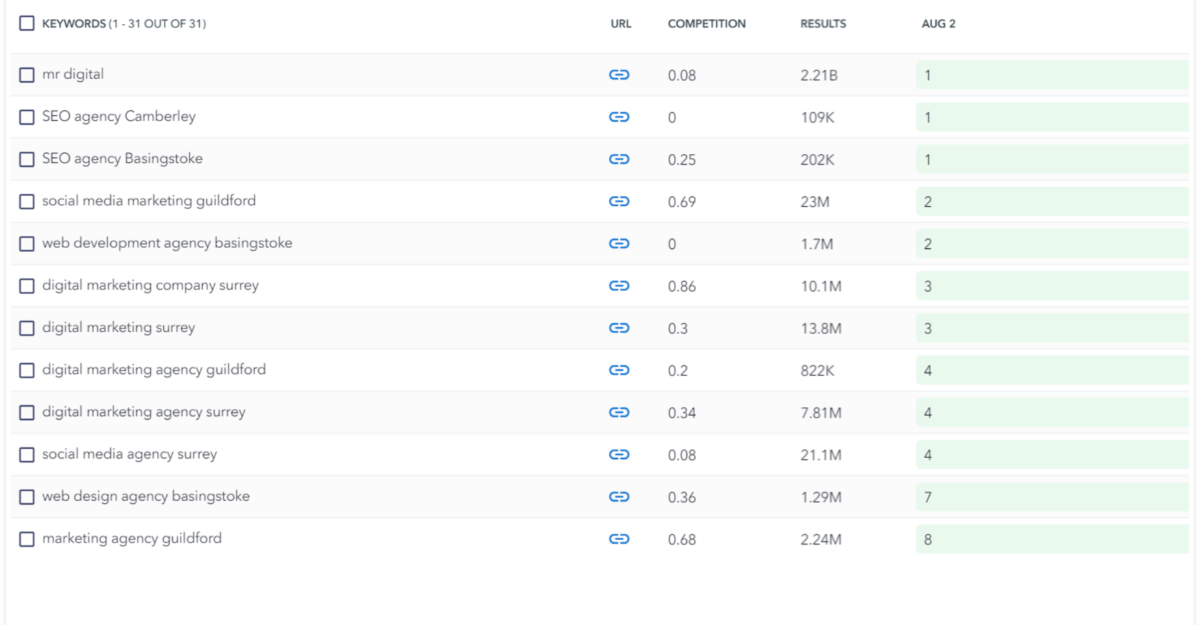 KEYWORDS (1 - 31 OUT OF 31) URL COMPETITION RESULTS AUG 2
mr digital 0.08 2.21B 1
SEO agency Camberley 0 109K 1
SEO agency Basingstoke 0.25 202K 1
social media marketing guildford 0.69 23M 2
web development agency basingstoke 0 1.7M 2
digital marketing company surrey 0.86 10.1M 3
digital marketing surrey 0.3 13.8M 3
digital marketing agency guildford 0.2 822K 4
digital marketing agency surrey 0.34 7.81M 4
social media agency surrey 0.08 21.1M 4
web design agency basingstoke 0.36 1.29M 7
marketing agency guildford 0.68 2.24M 8